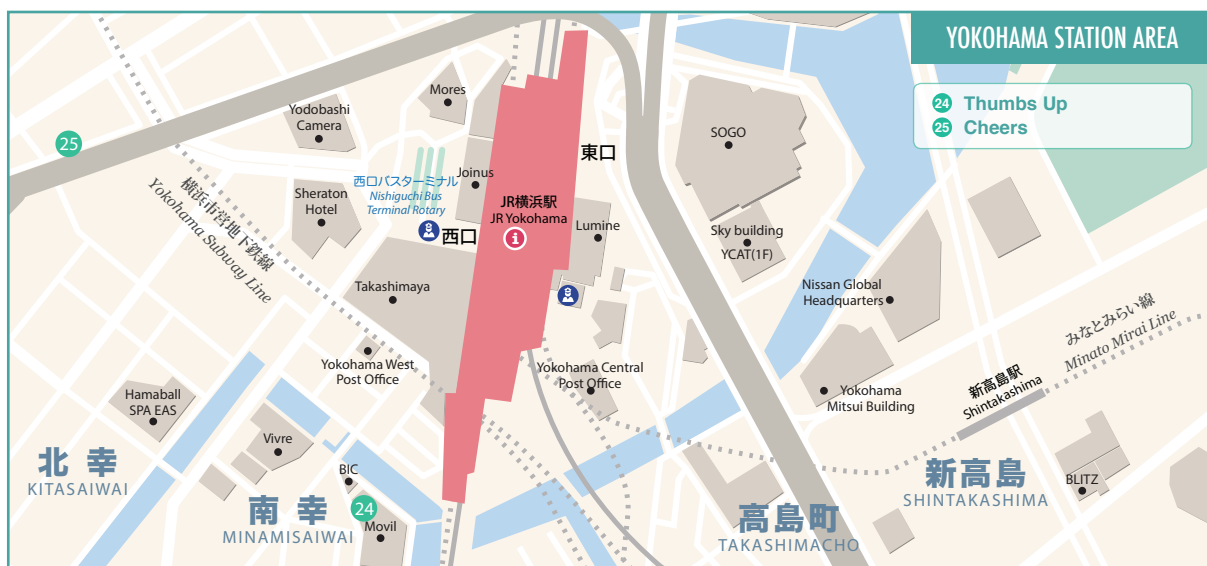 YOKOHAMA STATION AREA
24 Thumbs Up
25 Cheers
25
Yodobashi
Camera
Mores
SOGO
東口
Joinus
西口バスターミナル
Nishiguchi Bus
Terminal Rotary
横浜市営地下鉄線
Yokohama Subway Line
Sheraton
Hotel
JR横浜駅
JR Yokohama
i
西口
Lumine
Sky building
YCAT(1F)
Takashimaya
Nissan Global
Headquarters
みなとみらい線
Minato Mirai Line
Yokohama West
Post Office
Yokohama Central
Post Office
Yokohama
Mitsui Building
新高島駅
Shintakashima
Hamaball
SPA EAS
Vivre
BIC
24
Movil
BLITZ
北幸
KITASAIWAI
南幸
MINAMISAIWAI
高島町
TAKASHIMACHO
新高島
SHINTAKASHIMA